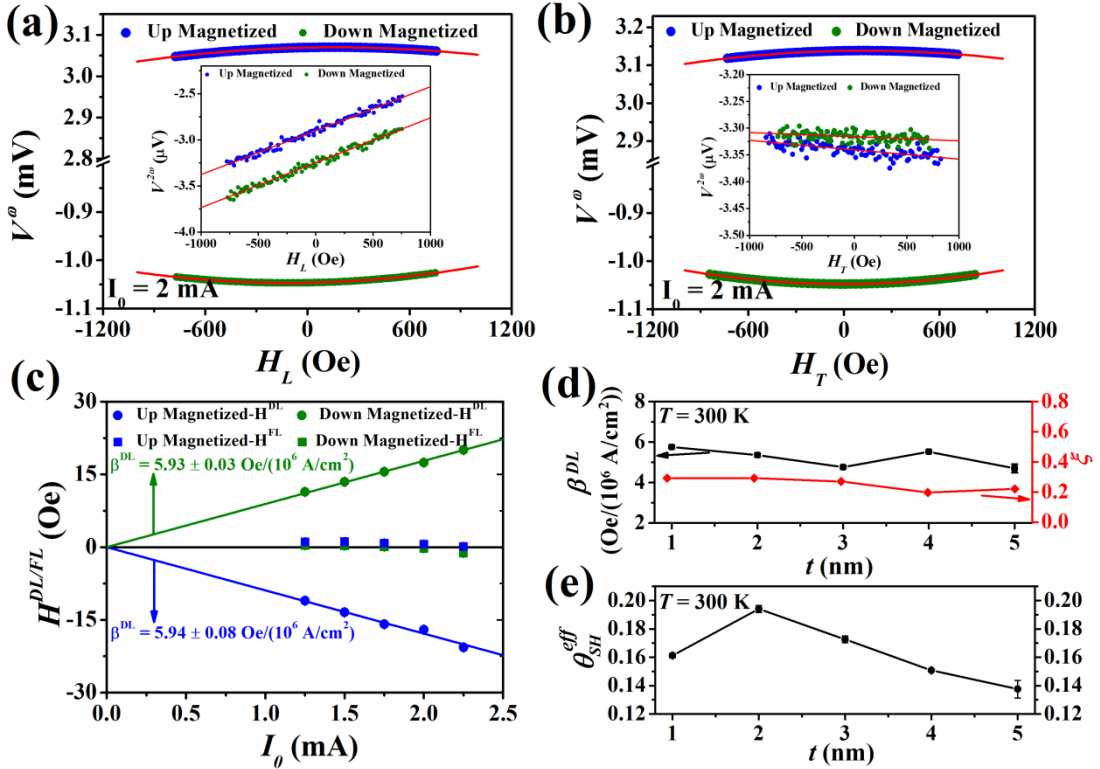 (a)
Up Magnetized Down Magnetized
3.1
3.0
2.9
2.8
-0.9
-1.0
-1.1
V^ω (mV)
Up Magnetized Down Magnetized
-2.5
-3.0
-3.5
-4.0
V^2ω (μV)
-1000 -500 0 500 1000
H_L (Oe)
I_0 = 2 mA
-1200 -600 0 600 1200
H_L (Oe)
(b)
Up Magnetized Down Magnetized
3.2
3.1
3.0
2.9
-0.9
-1.0
-1.1
V^ω (mV)
Up Magnetized Down Magnetized
-3.20
-3.25
-3.30
-3.35
-3.45
-3.50
V^2ω (μV)
-1000 -500 0 500 1000
H_T (Oe)
I_0 = 2 mA
-1200 -600 0 600 1200
H_T (Oe)
(c)
Up Magnetized-H^DL Down Magnetized-H^DL
Up Magnetized-H^FL Down Magnetized-H^FL
β^DL = 5.93 ± 0.03 Oe/(10^6 A/cm^2)
β^DL = 5.94 ± 0.08 Oe/(10^6 A/cm^2)
30
15
0
-15
-30
H^DL/FL (Oe)
0.0 0.5 1.0 1.5 2.0 2.5
I_0 (mA)
(d)
T = 300 K
8
6
4
2
β^DL
(Oe/(10^6 A/cm^2)
0.8
0.6
0.4
0.2
0.0
ξ
1 2 3 4 5
t (nm)
(e)
T = 300 K
0.20
0.18
0.16
0.14
0.12
θ_SH^eff
0.20
0.18
0.16
0.14
0.12
1 2 3 4 5
t (nm)